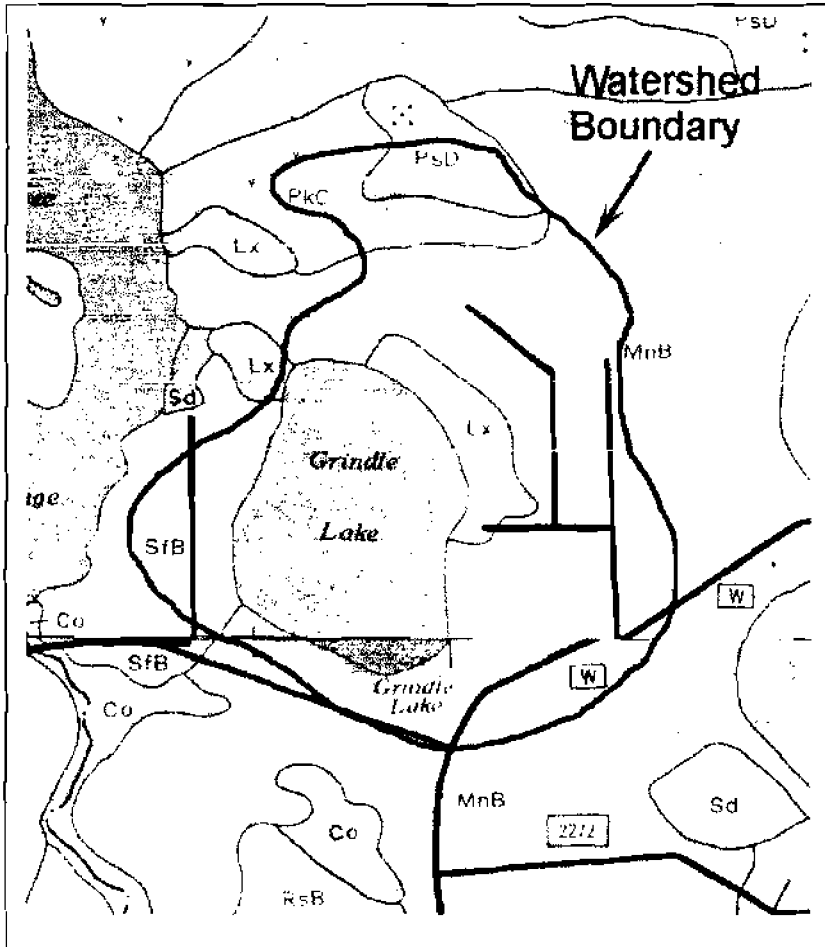 PsD
Watershed
Boundary
PsD
PkC
Lx
MnB
Lx
Sd
Lx
Grindle
Lake
SfB
W
Co
SfB
W
Grindle
Lake
Co
MnB
Sd
Co
2272
RsB